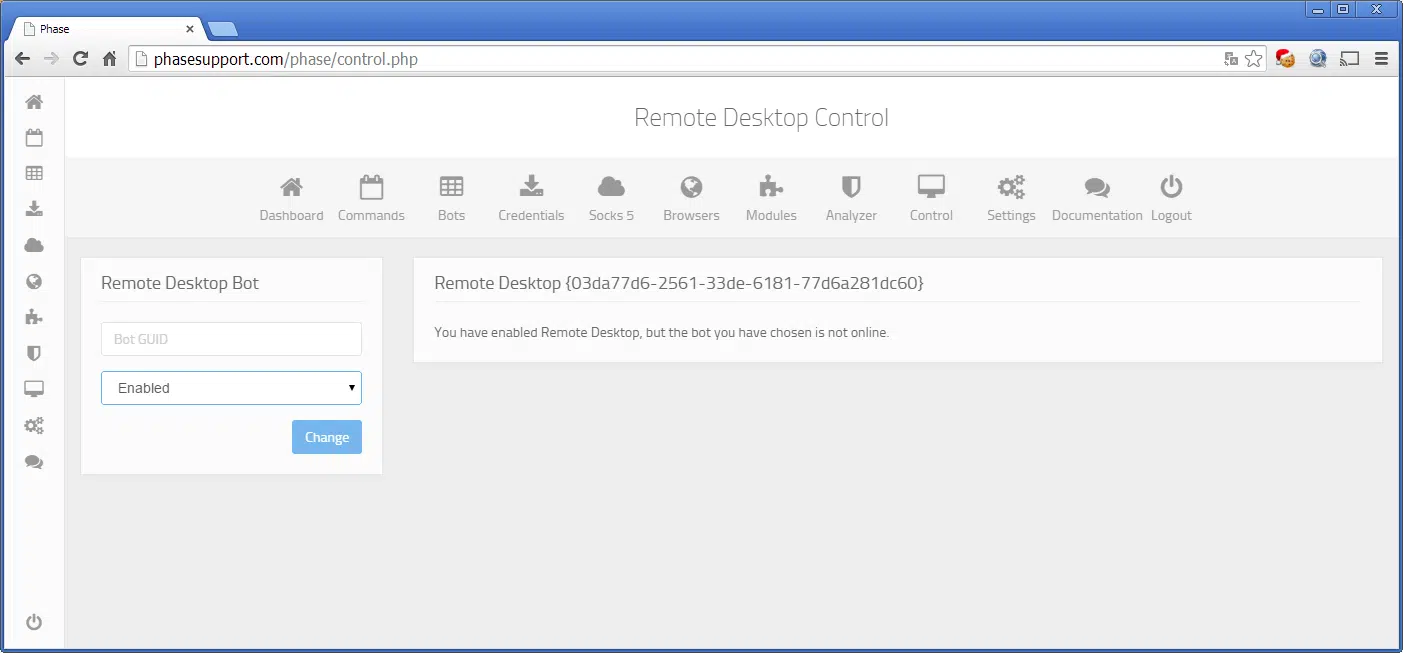 Phase
phasesupport.com/phase/control.php
Remote Desktop Control
Dashboard Commands Bots Credentials Socks 5 Browsers Modules Analyzer Control Settings Documentation Logout
Remote Desktop Bot
Bot GUID
Enabled
Change
Remote Desktop {03da77d6-2561-33de-6181-77d6a281dc60}
You have enabled Remote Desktop, but the bot you have chosen is not online.